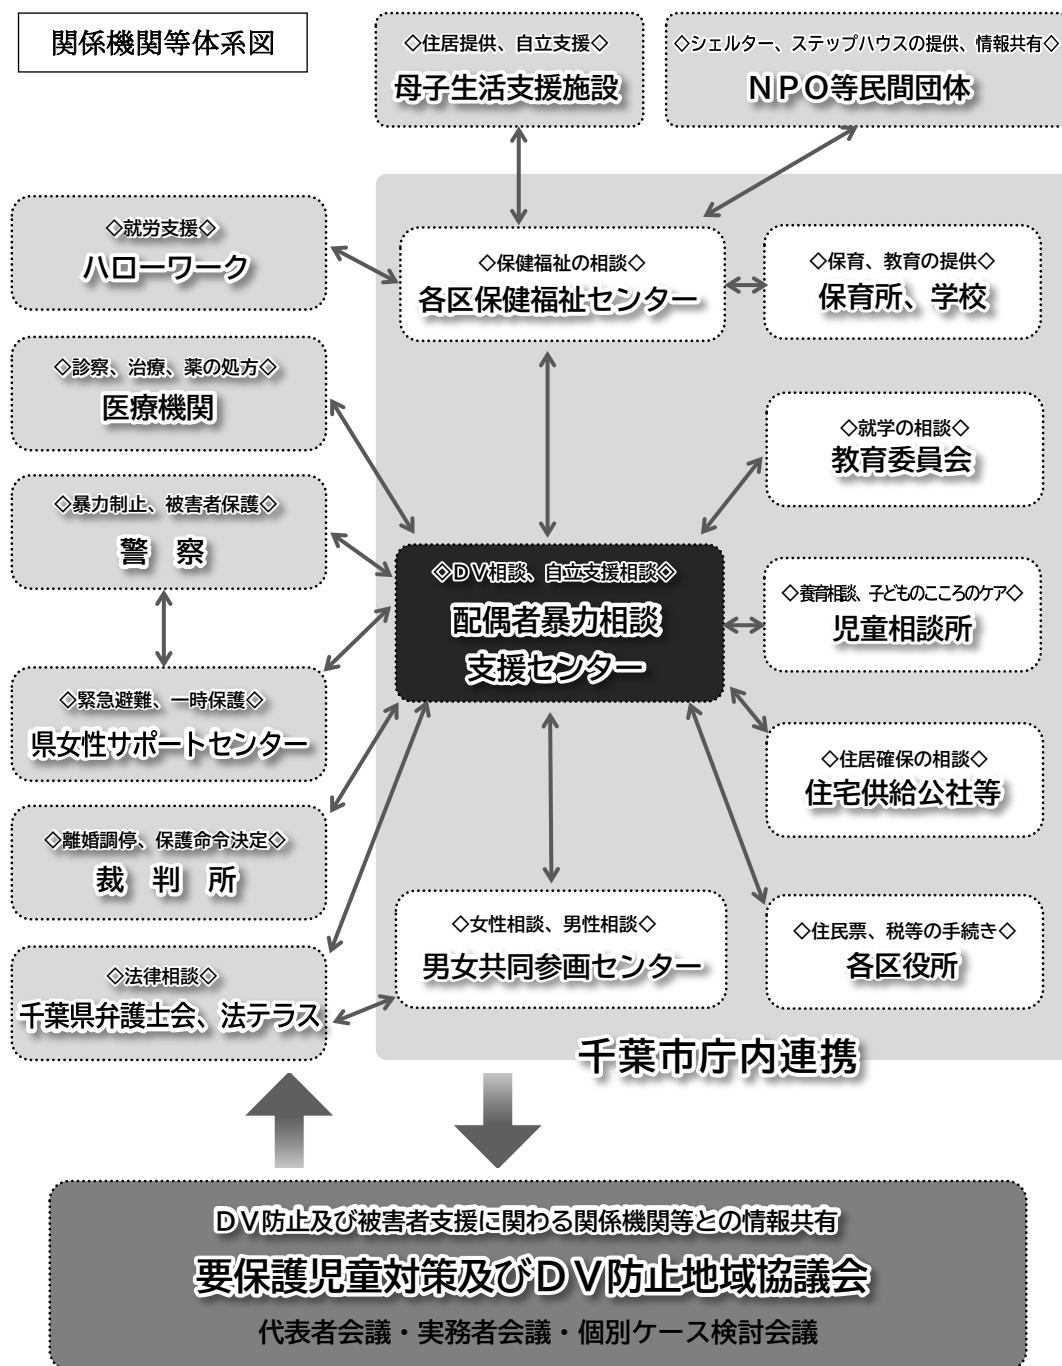 関係機関等体系図
◇住居提供、自立支援◇
母子生活支援施設
◇シェルター、ステップハウスの提供、情報共有◇
ＮＰＯ等民間団体
◇就労支援◇
ハローワーク
◇保健福祉の相談◇
各区保健福祉センター
◇保育、教育の提供◇
保育所、学校
◇診察、治療、薬の処方◇
医療機関
◇就学の相談◇
教育委員会
◇暴力制止、被害者保護◇
警　察
◇ＤＶ相談、自立支援相談◇
配偶者暴力相談
支援センター
◇養育相談、子どものこころのケア◇
児童相談所
◇緊急避難、一時保護◇
県女性サポートセンター
◇住居確保の相談◇
住宅供給公社等
◇離婚調停、保護命令決定◇
裁　判　所
◇女性相談、男性相談◇
男女共同参画センター
◇住民票、税等の手続き◇
各区役所
◇法律相談◇
千葉県弁護士会、法テラス
千葉市庁内連携
ＤＶ防止及び被害者支援に関わる関係機関等との情報共有
要保護児童対策及びＤＶ防止地域協議会
代表者会議・実務者会議・個別ケース検討会議